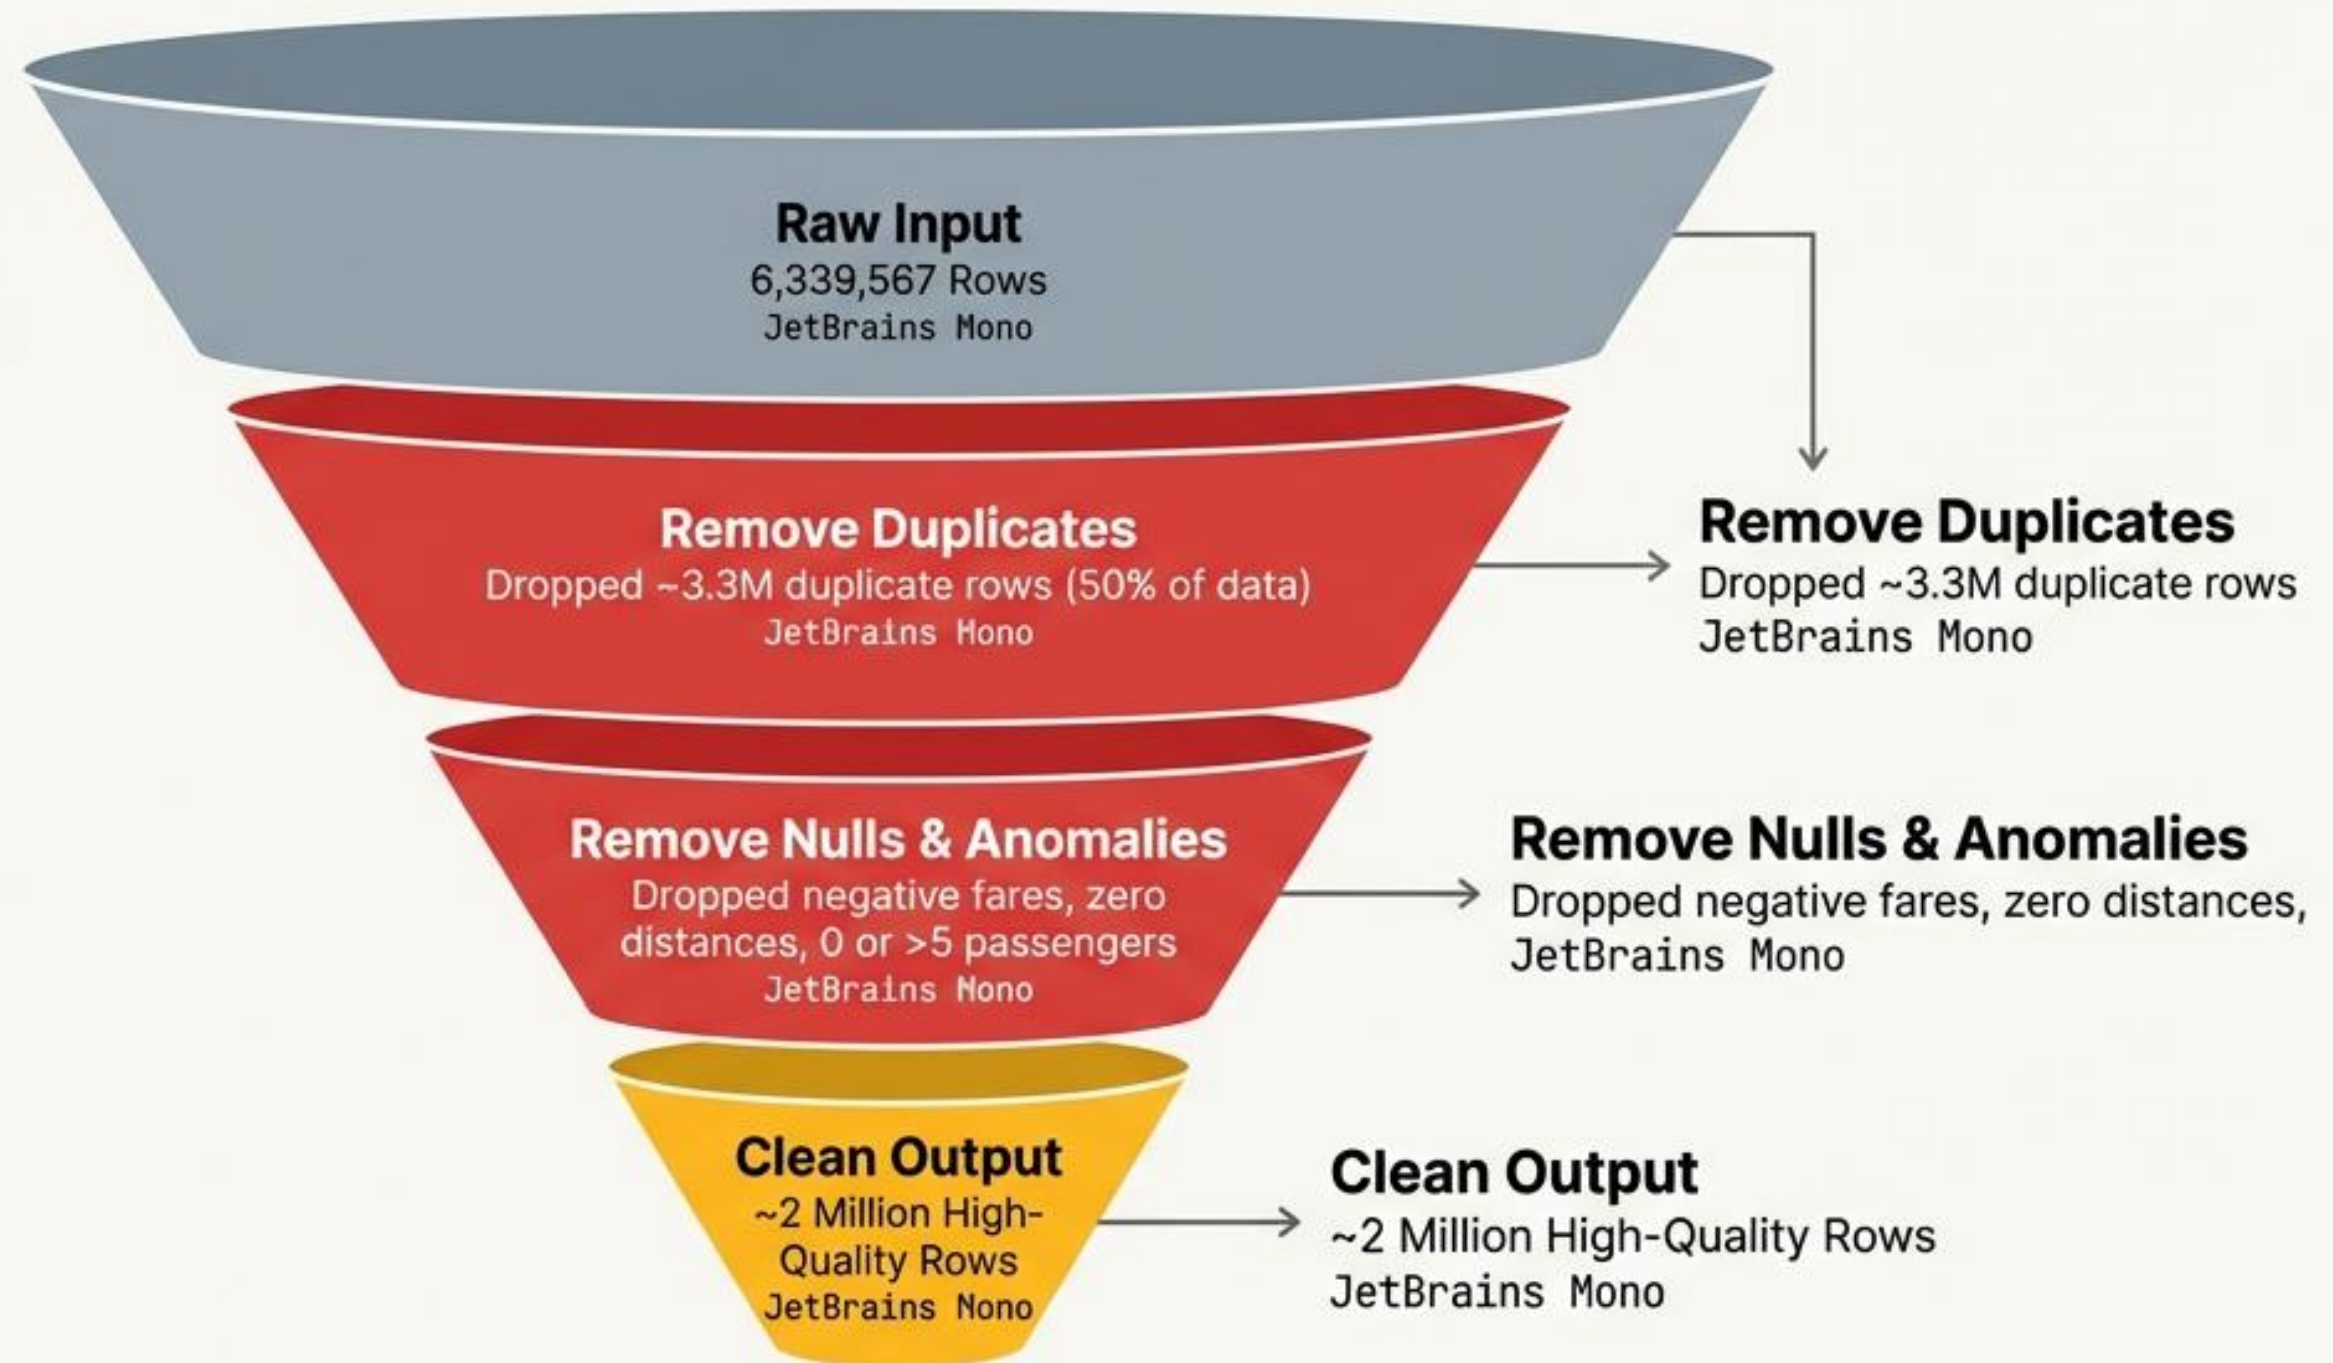 Raw Input
6,339,567 Rows
JetBrains Mono
Remove Duplicates
Dropped ~3.3M duplicate rows (50% of data)
JetBrains Mono
Remove Duplicates
Dropped ~3.3M duplicate rows
JetBrains Mono
Remove Nulls & Anomalies
Dropped negative fares, zero
distances, 0 or >5 passengers
JetBrains Mono
Remove Nulls & Anomalies
Dropped negative fares, zero distances,
JetBrains Mono
Clean Output
~2 Million High-
Quality Rows
JetBrains Mono
Clean Output
~2 Million High-Quality Rows
JetBrains Mono